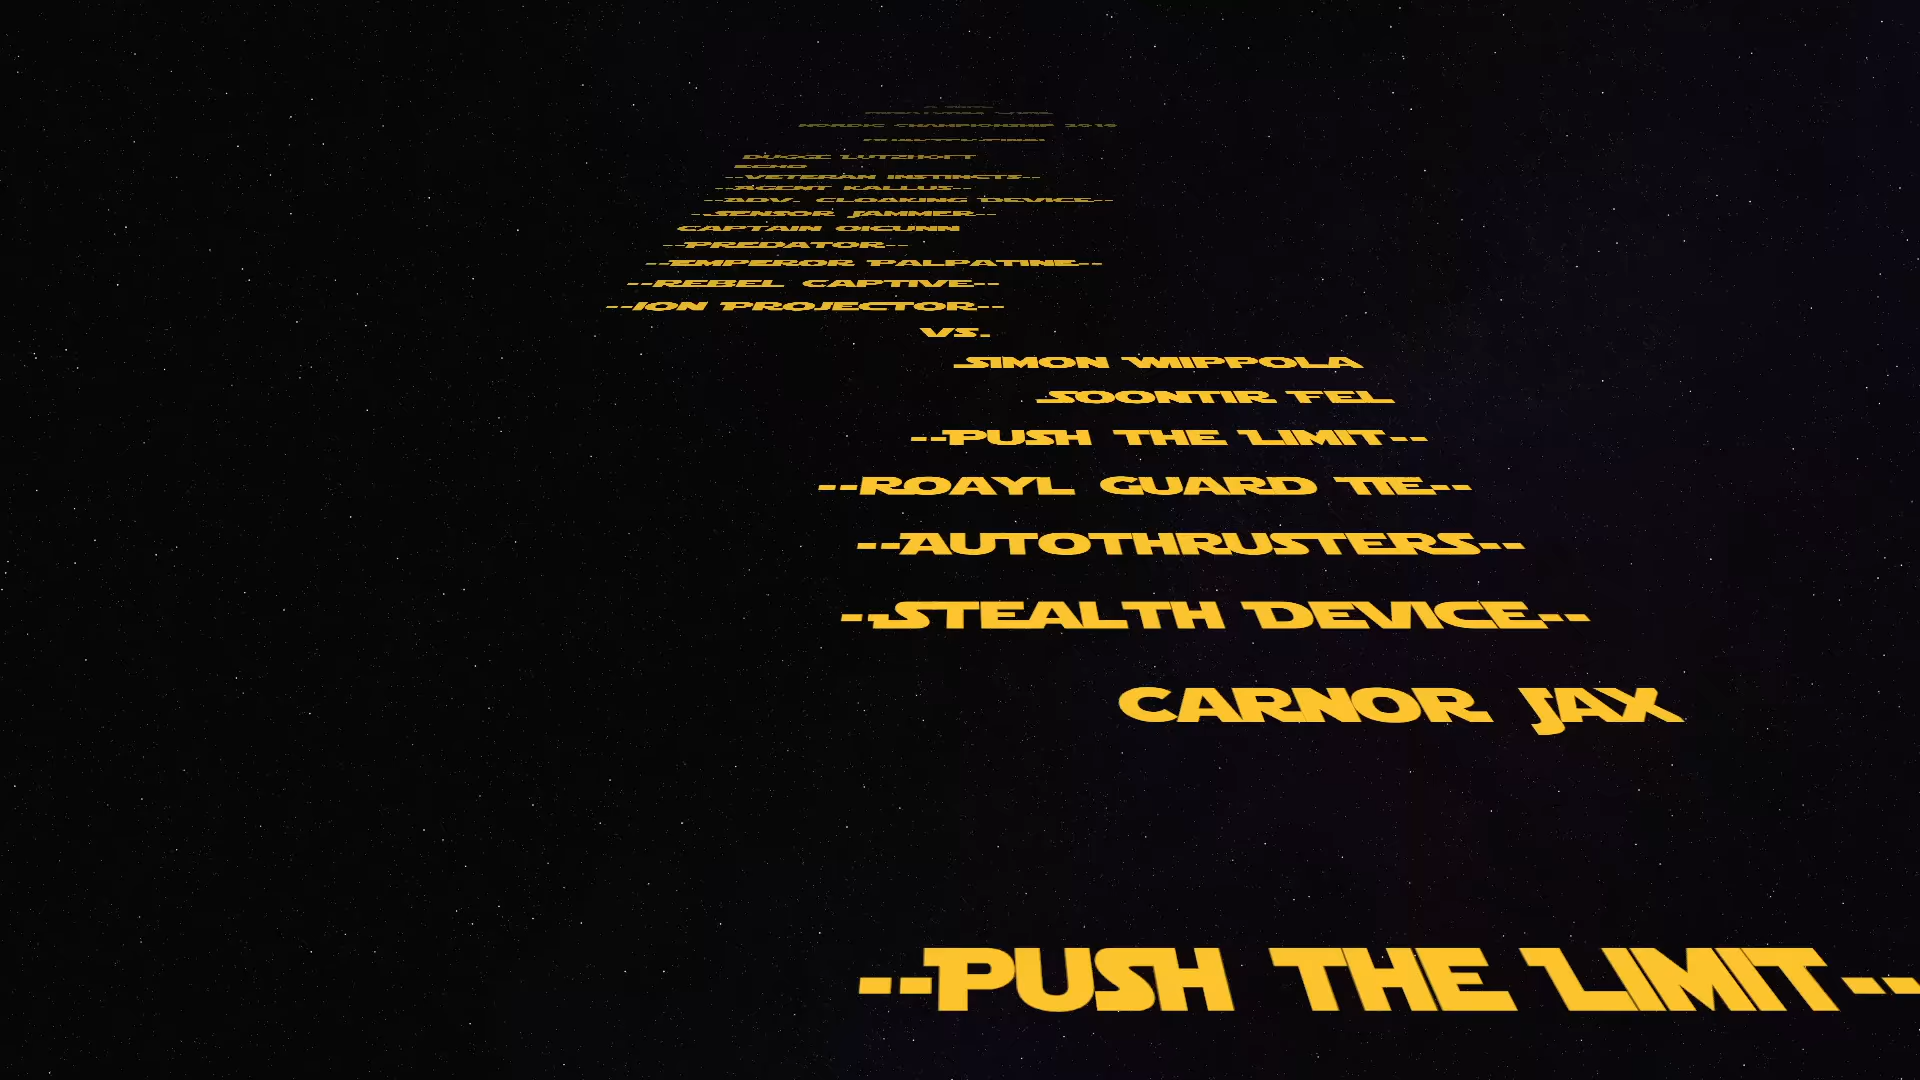 NORDIC CHAMPIONSHIP 2016
DUGGE LUTZHOFT
ECHO
--VETERAN INSTINCTS--
--AGENT KALLUS--
--ADV. CLOAKING DEVICE--
--SENSOR JAMMER--
CAPTAIN OICUNN
--PREDATOR--
--EMPEROR PALPATINE--
--REBEL CAPTIVE--
--ION PROJECTOR--
VS.
SIMON WIPPOLA
SOONTIR FEL
--PUSH THE LIMIT--
--ROAYL GUARD TIE--
--AUTOTHRUSTERS--
--STEALTH DEVICE--
CARNOR JAX
--PUSH THE LIMIT--